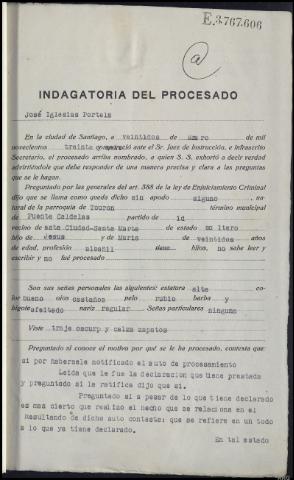 E.3.767.606
a
INDAGATORIA DEL PROCESADO
José Iglesias Portels
En la ciudad de Santiago, a veintidos de Enero de mil
novecientos treinta compareció ante el Sr. Juez de Instrucción, e infrascrito
Secretario, el procesado arriba nombrado, a quien S. S. exhortó a decir verdad
advirtiéndole que debe responder de una manera precisa y clara a las preguntas
que se le hagan.
Preguntado por las generales del art. 388 de la ley de Enjuiciamiento Criminal
dijo que se llama como queda dicho sin apodo alguno, na-
tural de la parroquia de Touron término municipal
de Puente Caldelas partido de id
vecino de esta Ciudad-Santa Marta de estado soltero
hijo de Jesus y de Maria de veintidos años
de edad, profesión albañil tiene hijos, no sabe leer y
escribir y no fué procesado
Son sus señas personales las siguientes: estatura alta co-
lor bueno ojos castaños pelo rubio barba y
bigote afeitado nariz regular Señas particulares ninguna
Viste traje oscuro y calza zapatos
Preguntado si conoce el motivo por qué se le ha procesado, contesta que:
si por habersele notificado el auto de procesamiento
Leida que le fue la declaracion que tiene prestada
y preguntado si la ratifica dijo que si.
Preguntado si a pesar de lo que tiene declarado
es mas cierto que realizo el hecho que se relaciona en el
Resultando de dicho auto contesta: que se refiere en un todo
a lo que ya tiene declarado.
En tal estado